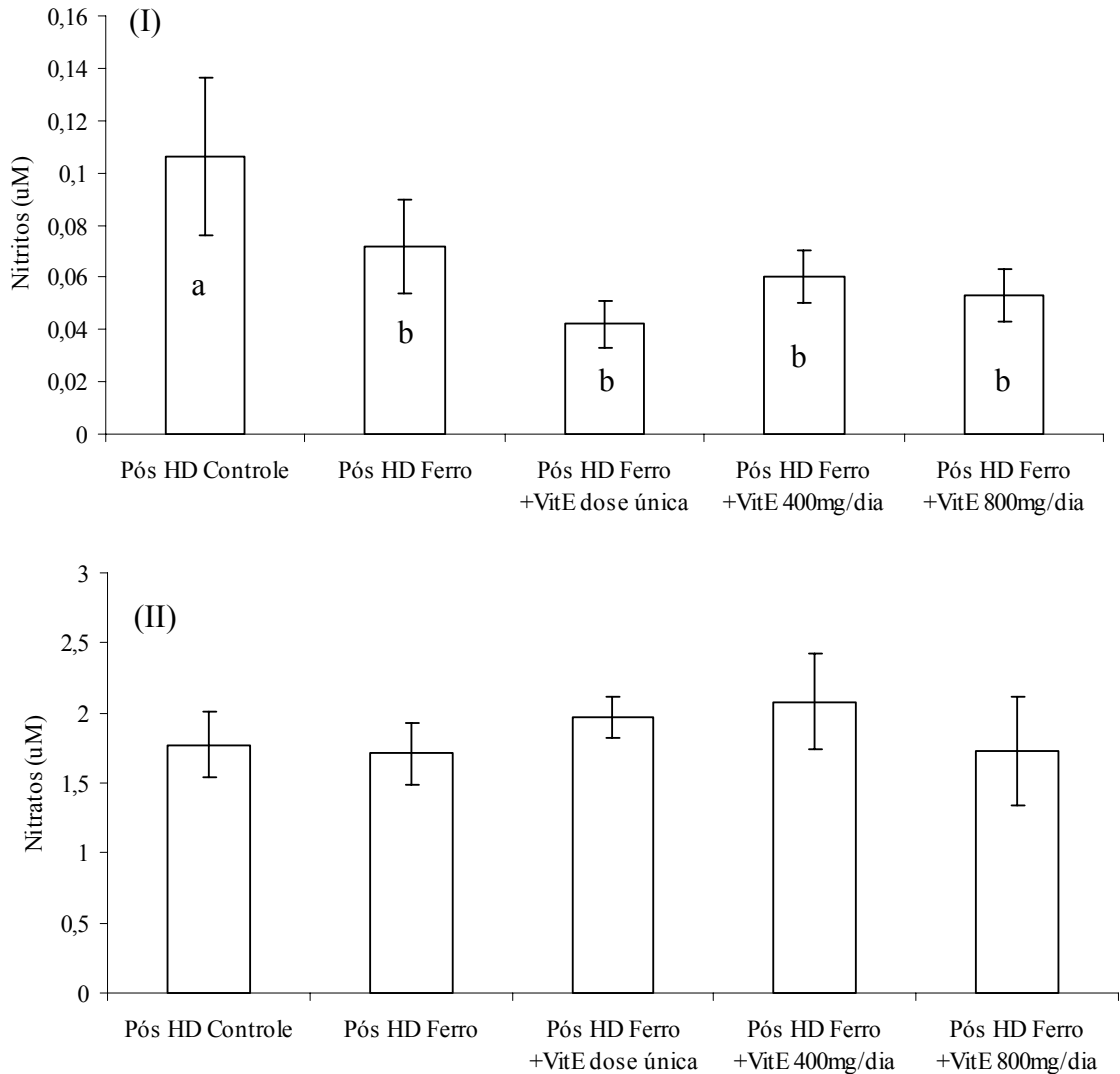 (I)
Nitritos (uM)
0,16
0,14
0,12
0,1
0,08
0,06
0,04
0,02
0
a
b
b
b
b
Pós HD Controle
Pós HD Ferro
Pós HD Ferro
+VitE dose única
Pós HD Ferro
+VitE 400mg/dia
Pós HD Ferro
+VitE 800mg/dia
(II)
Nitratos (uM)
3
2,5
2
1,5
1
0,5
0
Pós HD Controle
Pós HD Ferro
Pós HD Ferro
+VitE dose única
Pós HD Ferro
+VitE 400mg/dia
Pós HD Ferro
+VitE 800mg/dia